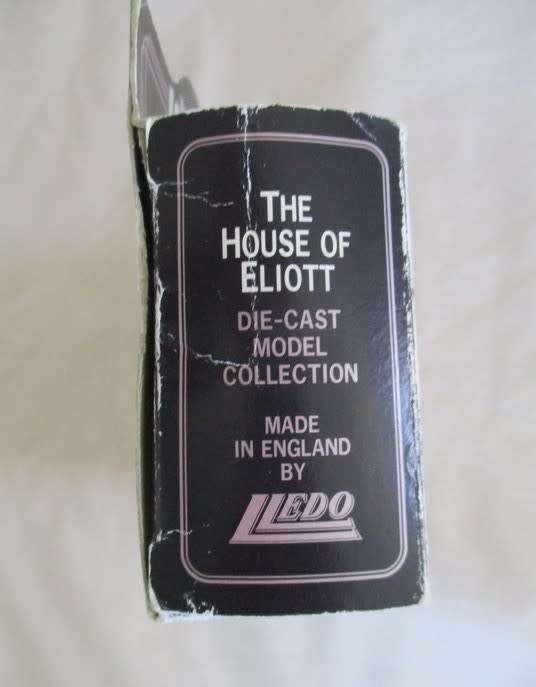 THE
HOUSE OF
ELIOTT
DIE-CAST
MODEL
COLLECTION
MADE
IN ENGLAND
BY
LLEDO